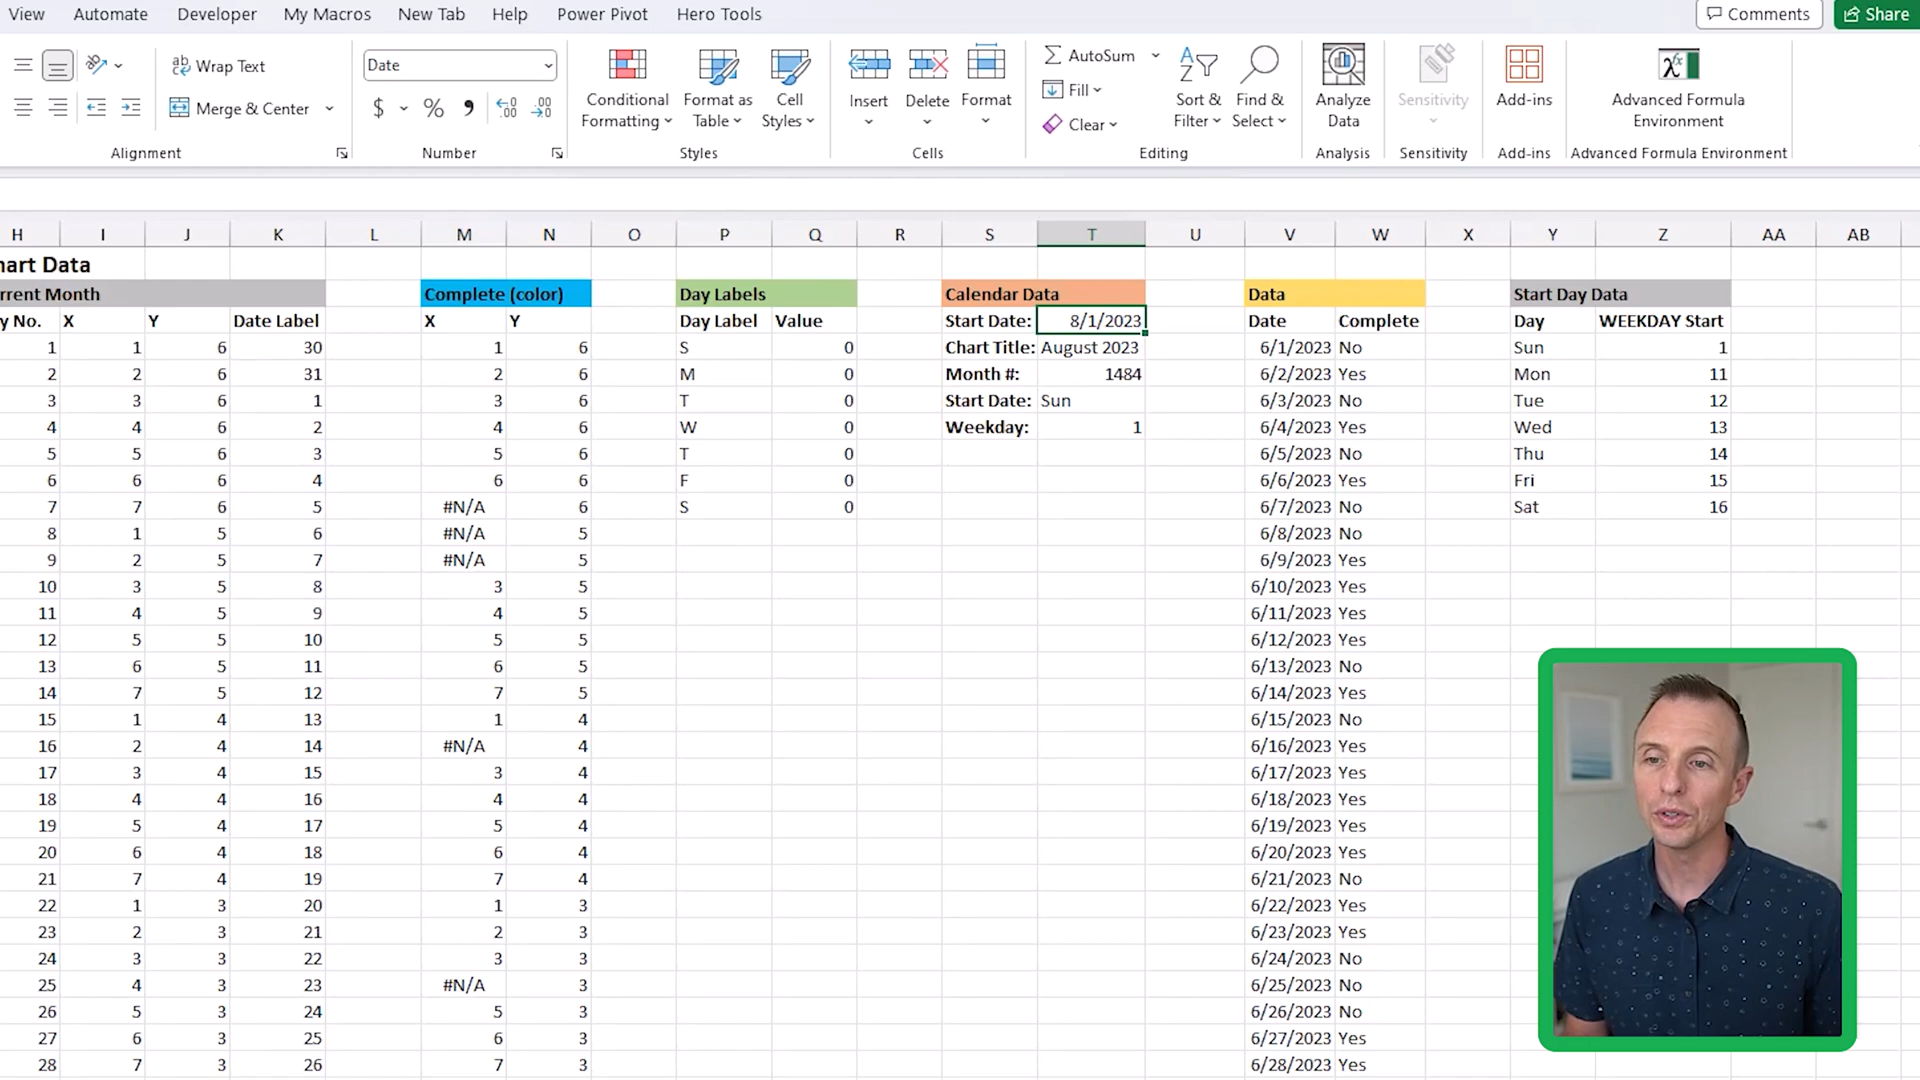 View Automate Developer My Macros New Tab Help Power Pivot Hero Tools Comments Share
Wrap Text Date AutoSum
Merge & Center $ % Conditional Formatting Format as Table Cell Styles Insert Delete Format Fill Clear Sort & Filter Find & Select Analyze Data Sensitivity Add-ins Advanced Formula Environment
Alignment Number Styles Cells Editing Analysis Sensitivity Add-ins Advanced Formula Environment
H I J K L M N O P Q R S T U V W X Y Z AA AB
hart Data
rrent Month Complete (color) Day Labels Calendar Data Data Start Day Data
y No. X Y Date Label X Y Day Label Value Start Date: 8/1/2023 Date Complete Day WEEKDAY Start
1 1 6 30 1 6 S 0 Chart Title: August 2023 6/1/2023 No Sun 1
2 2 6 31 2 6 M 0 Month #: 1484 6/2/2023 Yes Mon 11
3 3 6 1 3 6 T 0 Start Date: Sun 6/3/2023 No Tue 12
4 4 6 2 4 6 W 0 Weekday: 1 6/4/2023 Yes Wed 13
5 5 6 3 5 6 T 0 6/5/2023 No Thu 14
6 6 6 4 6 6 F 0 6/6/2023 Yes Fri 15
7 7 6 5 #N/A 6 S 0 6/7/2023 No Sat 16
8 1 5 6 #N/A 5 6/8/2023 No
9 2 5 7 #N/A 5 6/9/2023 Yes
10 3 5 8 3 5 6/10/2023 Yes
11 4 5 9 4 5 6/11/2023 Yes
12 5 5 10 5 5 6/12/2023 Yes
13 6 5 11 6 5 6/13/2023 No
14 7 5 12 7 5 6/14/2023 Yes
15 1 4 13 1 4 6/15/2023 No
16 2 4 14 #N/A 4 6/16/2023 Yes
17 3 4 15 3 4 6/17/2023 Yes
18 4 4 16 4 4 6/18/2023 Yes
19 5 4 17 5 4 6/19/2023 Yes
20 6 4 18 6 4 6/20/2023 Yes
21 7 4 19 7 4 6/21/2023 No
22 1 3 20 1 3 6/22/2023 Yes
23 2 3 21 2 3 6/23/2023 Yes
24 3 3 22 3 3 6/24/2023 No
25 4 3 23 #N/A 3 6/25/2023 No
26 5 3 24 5 3 6/26/2023 No
27 6 3 25 6 3 6/27/2023 Yes
28 7 3 26 7 3 6/28/2023 Yes